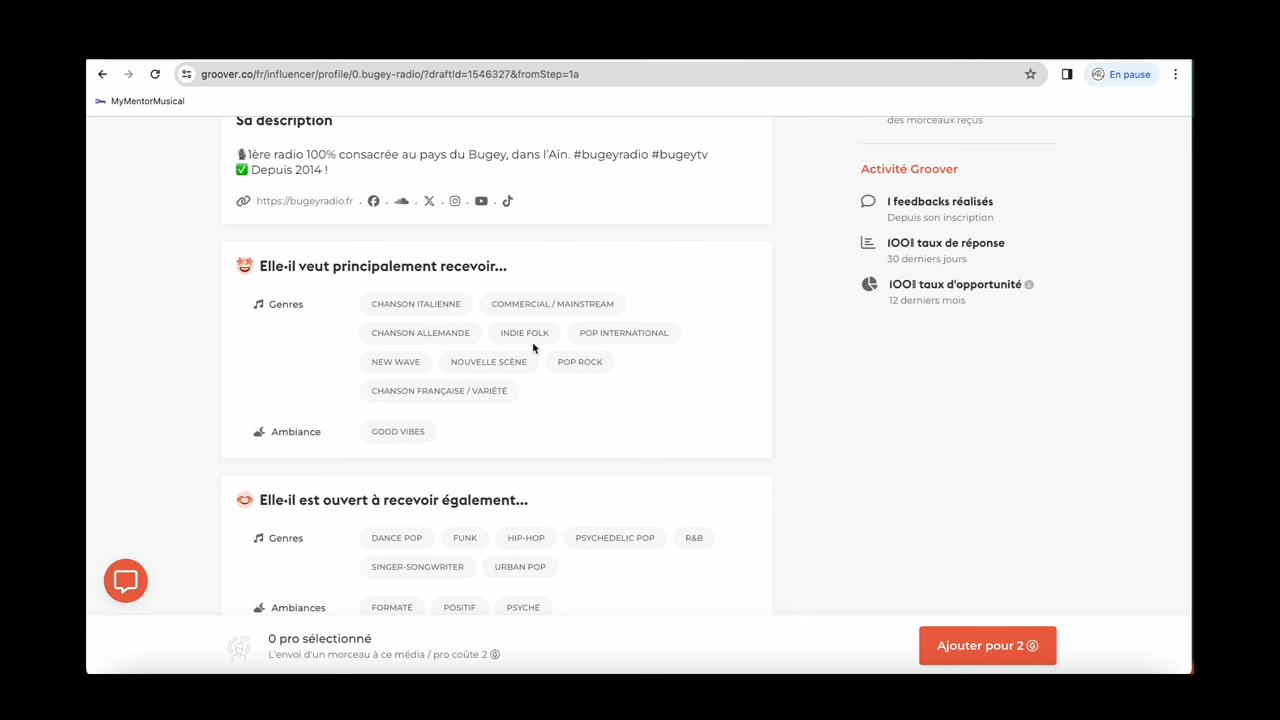 groover.co/fr/influencer/profile/0.bugey-radio/?draftId=1546327&fromStep=1a
En pause
MyMentorMusical
Sa description
1ère radio 100% consacrée au pays du Bugey, dans l'Ain. #bugeyradio #bugeytv
✅ Depuis 2014 !
https://bugeyradio.fr
des morceaux reçus
Activité Groover
1 feedbacks réalisés
Depuis son inscription
100% taux de réponse
30 derniers jours
100% taux d'opportunité
12 derniers mois
Elle·il veut principalement recevoir...
Genres
CHANSON ITALIENNE COMMERCIAL / MAINSTREAM
CHANSON ALLEMANDE INDIE FOLK POP INTERNATIONAL
NEW WAVE NOUVELLE SCÈNE POP ROCK
CHANSON FRANÇAISE / VARIÉTÉ
Ambiance GOOD VIBES
Elle·il est ouvert à recevoir également...
Genres DANCE POP FUNK HIP-HOP PSYCHEDELIC POP R&B
SINGER-SONGWRITER URBAN POP
Ambiances FORMATÉ POSITIF PSYCHÉ
0 pro sélectionné
L'envoi d'un morceau à ce média / pro coûte 2 G
Ajouter pour 2 G